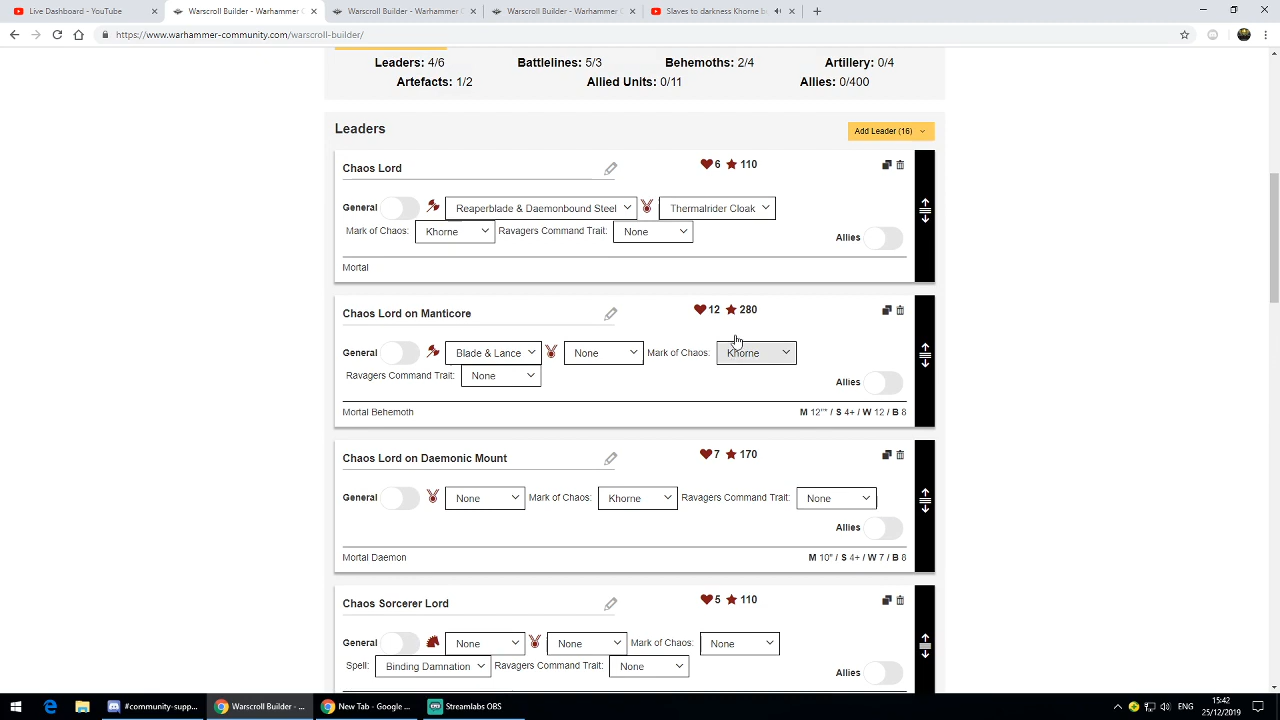 Live Dashboard - YouTube
Warscroll Builder - Warhammer C
Warscroll Builder - Warhammer C
Warscroll Builder - Warhammer C
Slaves to darkness Khorne b
https://www.warhammer-community.com/warscroll-builder/
Leaders: 4/6 Battlelines: 5/3 Behemoths: 2/4 Artillery: 0/4
Artefacts: 1/2 Allied Units: 0/11 Allies: 0/400
Leaders
Add Leader (16)
Chaos Lord 6 110
General Reaperblade & Daemonbound Steel Thermalrider Cloak
Mark of Chaos: Khorne Ravagers Command Trait: None
Allies
Mortal
Chaos Lord on Manticore 12 280
General Blade & Lance None Mark of Chaos: Khorne
Ravagers Command Trait: None
Allies
Mortal Behemoth M 12"* / S 4+ / W 12 / B 8
Chaos Lord on Daemonic Mount 7 170
General None Mark of Chaos: Khorne Ravagers Command Trait: None
Allies
Mortal Daemon M 10" / S 4+ / W 7 / B 8
Chaos Sorcerer Lord 5 110
General None None Mark of Chaos: None
Spell: Binding Damnation Ravagers Command Trait: None
Allies
#community-supp...
Warscroll Builder - ...
New Tab - Google ...
Streamlabs OBS
ENG
15:42
25/12/2019